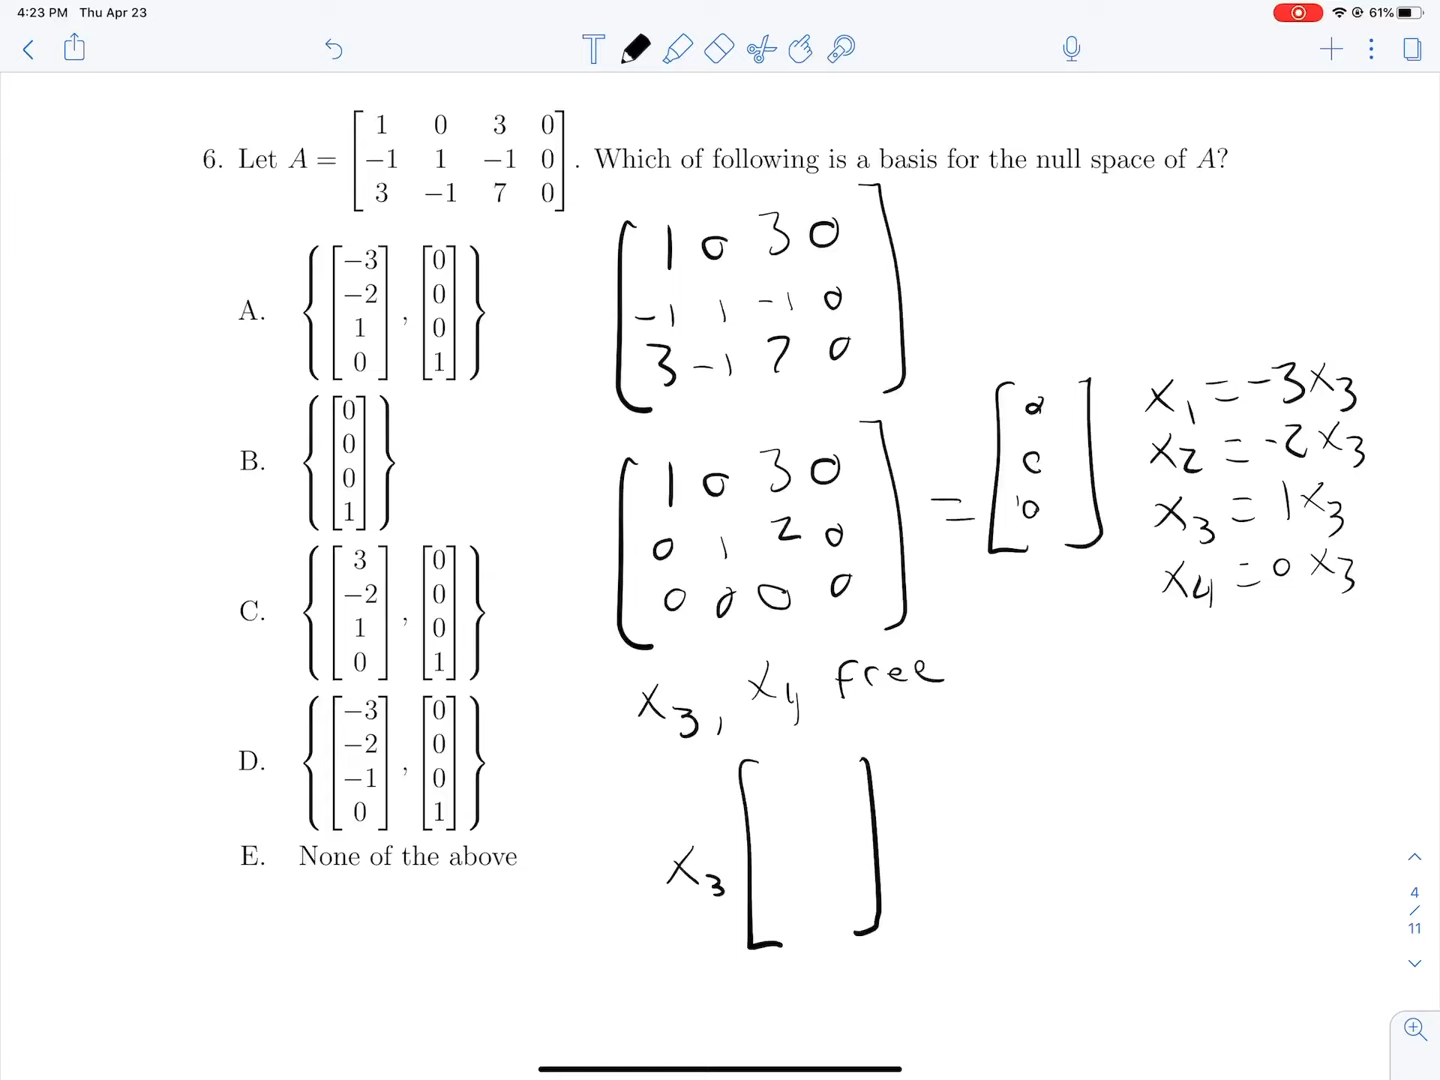 4:23 PM Thu Apr 23
61%
T
6. Let A = [1 0 3 0; −1 1 −1 0; 3 −1 7 0]. Which of following is a basis for the null space of A?
A. { [−3 −2 1 0], [0 0 0 1] }
B. { [0 0 0 1] }
C. { [3 −2 1 0], [0 0 0 1] }
D. { [−3 −2 −1 0], [0 0 0 1] }
E. None of the above
1 0 3 0
-1 1 -1 0
3 -1 7 0
1 0 3 0
0 1 2 0
0 0 0 0
=
0
0
0
x1 = -3x3
x2 = -2x3
x3 = 1x3
x4 = 0x3
x3, x4 free
x3 [ ]
4
/
11